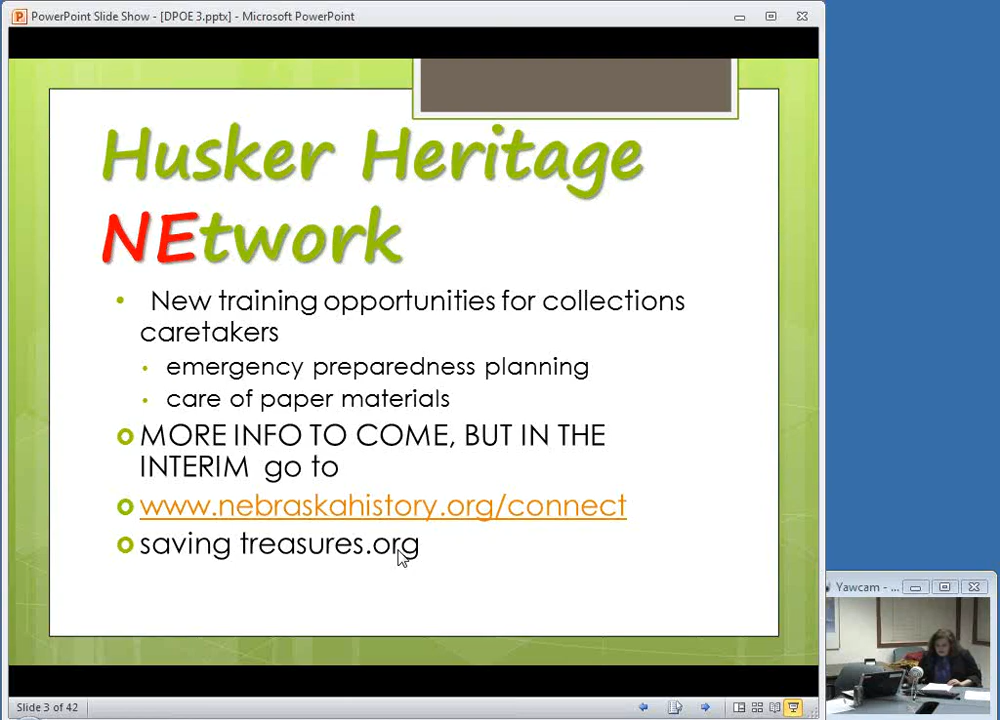 PowerPoint Slide Show - [DPOE 3.pptx] - Microsoft PowerPoint
Husker Heritage
NEtwork
• New training opportunities for collections
caretakers
• emergency preparedness planning
• care of paper materials
MORE INFO TO COME, BUT IN THE
INTERIM go to
www.nebraskahistory.org/connect
saving treasures.org
Yawcam - ...
Slide 3 of 42